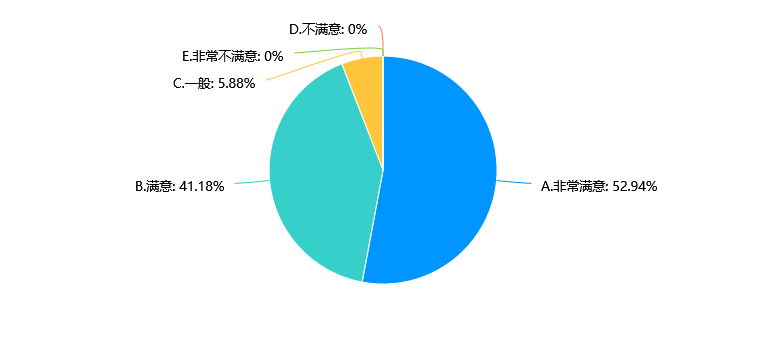 D.不满意: 0%
E.非常不满意: 0%
C.一般: 5.88%
B.满意: 41.18%
A.非常满意: 52.94%